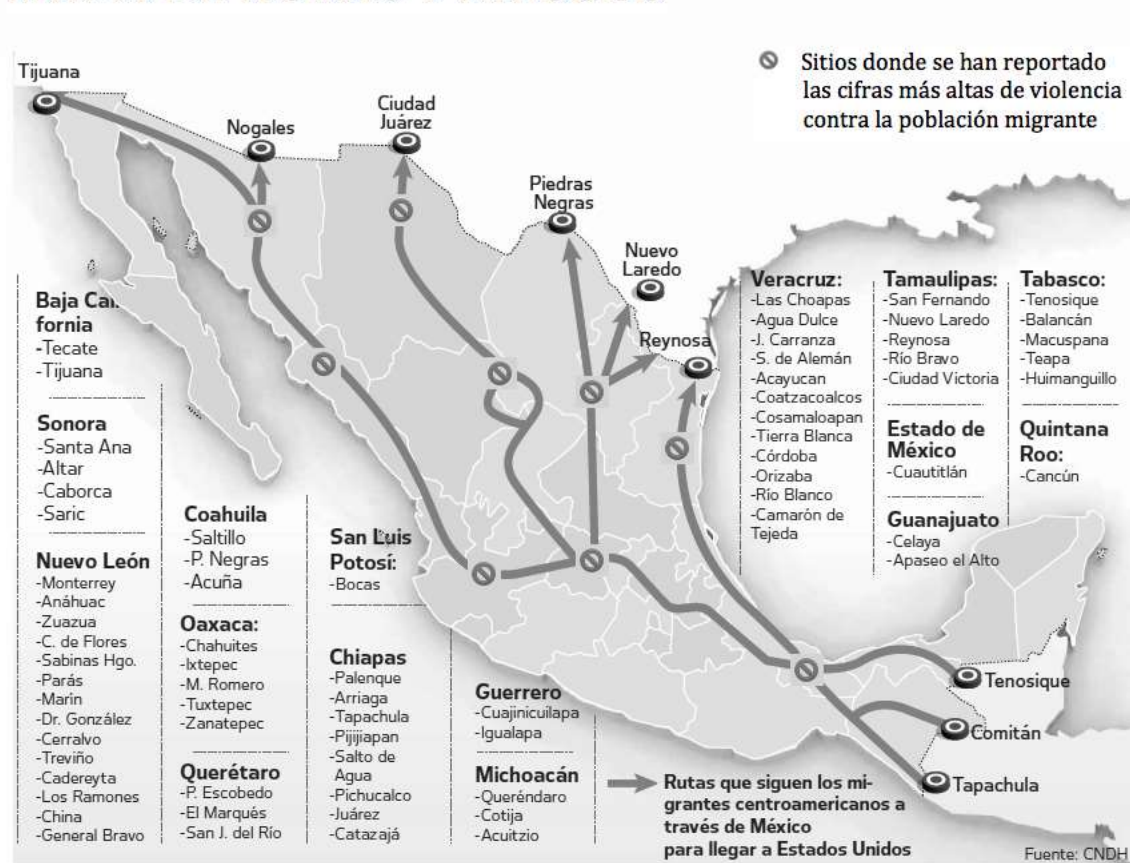 Sitios donde se han reportado
las cifras más altas de violencia
contra la población migrante
Tijuana
Nogales
Ciudad
Juárez
Piedras
Negras
Nuevo
Laredo
Reynosa
Tenosique
Comitán
Tapachula
Baja Cali
fornia
-Tecate
-Tijuana
Sonora
-Santa Ana
-Altar
-Caborca
-Saric
Nuevo León
-Monterrey
-Anáhuac
-Zuazua
-C. de Flores
-Sabinas Hgo.
-Parás
-Marín
-Dr. González
-Cerralvo
-Treviño
-Cadereyta
-Los Ramones
-China
-General Bravo
Coahuila
-Saltillo
-P. Negras
-Acuña
Oaxaca:
-Chahuites
-Ixtepec
-M. Romero
-Tuxtepec
-Zanatepec
Querétaro
-P. Escobedo
-El Marqués
-San J. del Río
San Luis
Potosí:
-Bocas
Chiapas
-Palenque
-Arriaga
-Tapachula
-Pijijiapan
-Salto de
Agua
-Pichucalco
-Juárez
-Catazajá
Guerrero
-Cuajinicuilapa
-Igualapa
Michoacán
-Queréndaro
-Cotija
-Acuitzio
Veracruz:
-Las Choapas
-Agua Dulce
-J. Carranza
-S. de Alemán
-Acayucan
-Coatzacoalcos
-Cosamaloapan
-Tierra Blanca
-Córdoba
-Orizaba
-Río Blanco
-Camarón de
Tejeda
Tamaulipas:
-San Fernando
-Nuevo Laredo
-Reynosa
-Río Bravo
-Ciudad Victoria
Estado de
México
-Cuautitlán
Guanajuato
-Celaya
-Apaseo el Alto
Tabasco:
-Tenosique
-Balancán
-Macuspana
-Teapa
-Huimanguillo
Quintana
Roo:
-Cancún
Rutas que siguen los mi-
grantes centroamericanos a
través de México
para llegar a Estados Unidos
Fuente: CNDH